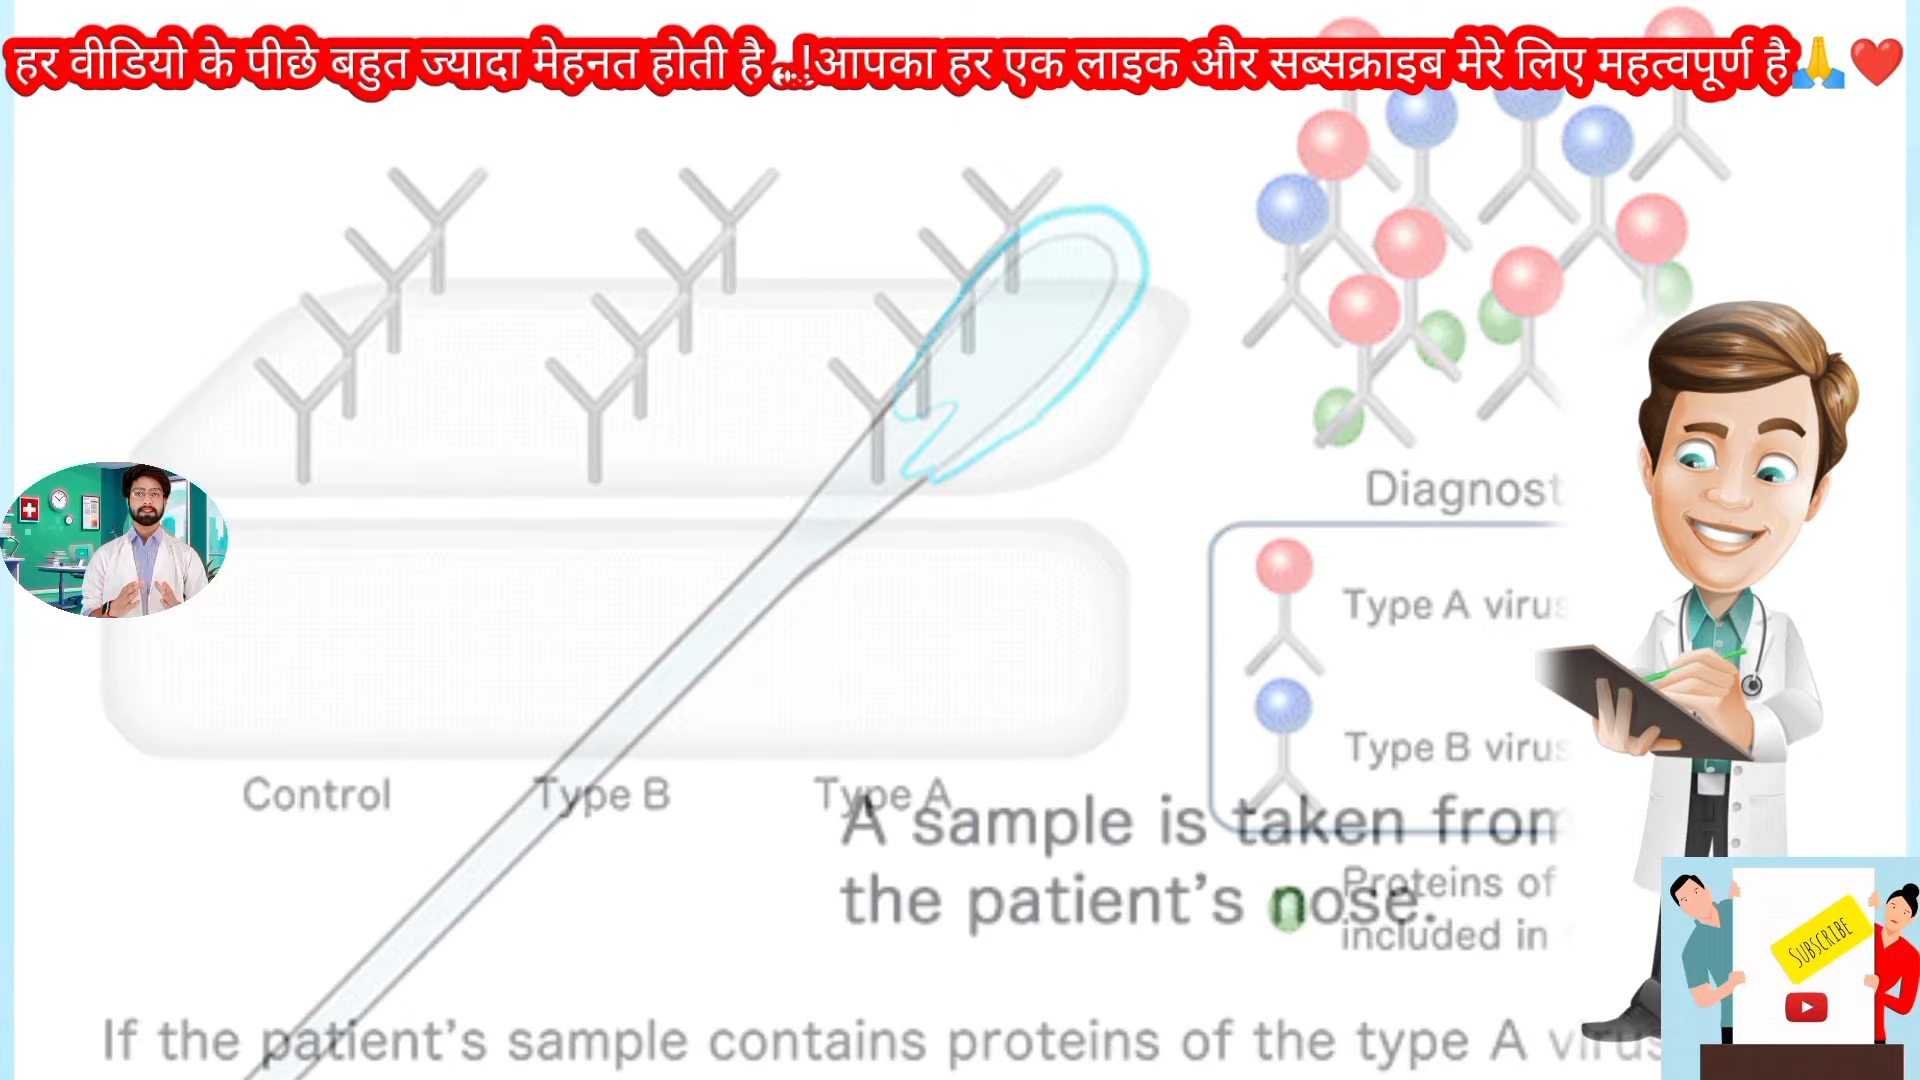 हर वीडियो के पीछे बहुत ज्यादा मेहनत होती है...!आपका हर एक लाइक और सब्सक्राइब मेरे लिए महत्वपूर्ण है🙏❤️
Diagnost
Type A virus
Type B virus
Control Type B Type A
A sample is taken from
the patient's nose.
Proteins of
included in
SUBSCRIBE
If the patient's sample contains proteins of the type A virus